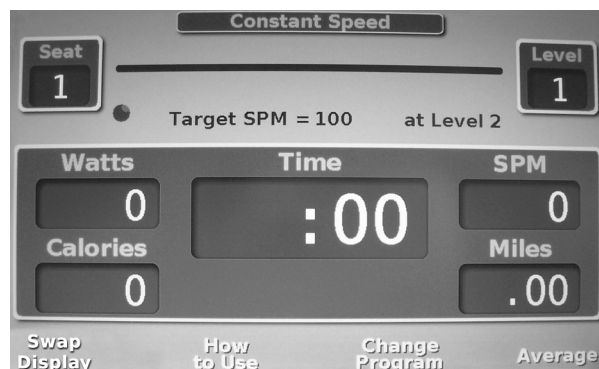 Constant Speed
Seat
1
Level
1
Target SPM = 100 at Level 2
Watts
0
Time
:00
SPM
0
Calories
0
Miles
.00
Swap
Display
How
to Use
Change
Program
Average